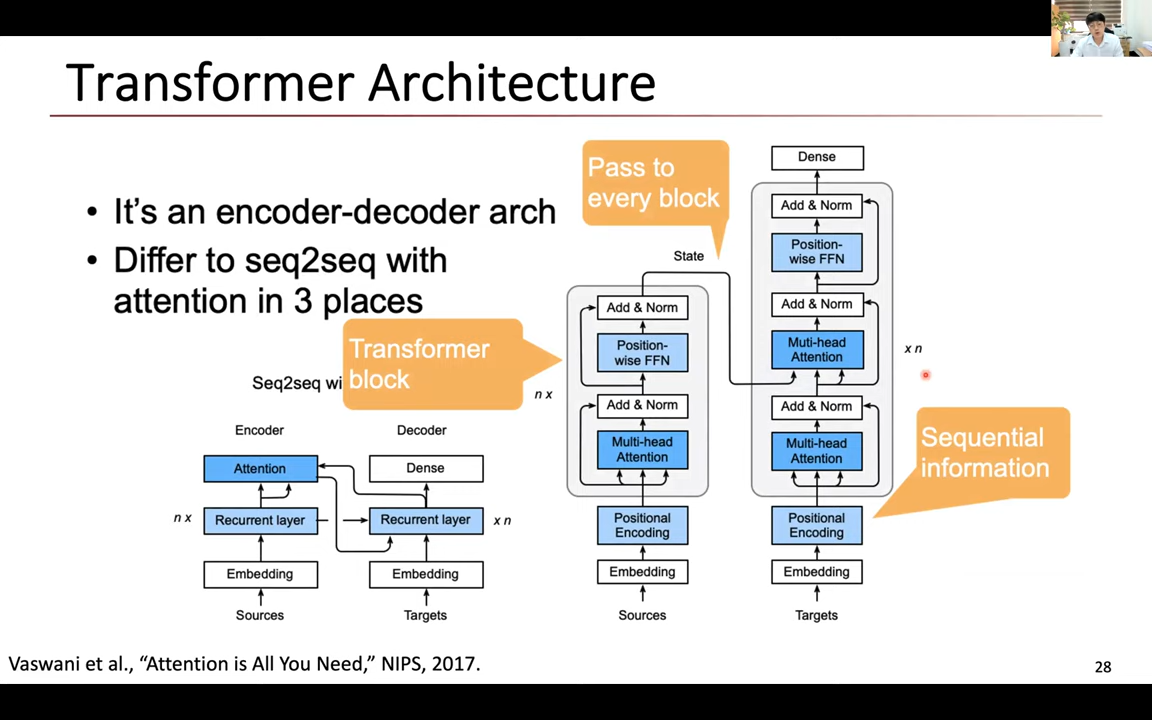 Transformer Architecture
• It's an encoder-decoder arch
• Differ to seq2seq with
attention in 3 places
Pass to
every block
Transformer
block
Sequential
information
Seq2seq wi
Encoder
Decoder
Attention
Dense
n x
Recurrent layer
Recurrent layer
x n
Embedding
Embedding
Sources
Targets
State
n x
Add & Norm
Position-
wise FFN
Add & Norm
Multi-head
Attention
Positional
Encoding
Embedding
Sources
Dense
Add & Norm
Position-
wise FFN
Add & Norm
Muti-head
Attention
x n
Add & Norm
Multi-head
Attention
Positional
Encoding
Embedding
Targets
Vaswani et al., “Attention is All You Need,” NIPS, 2017.
28